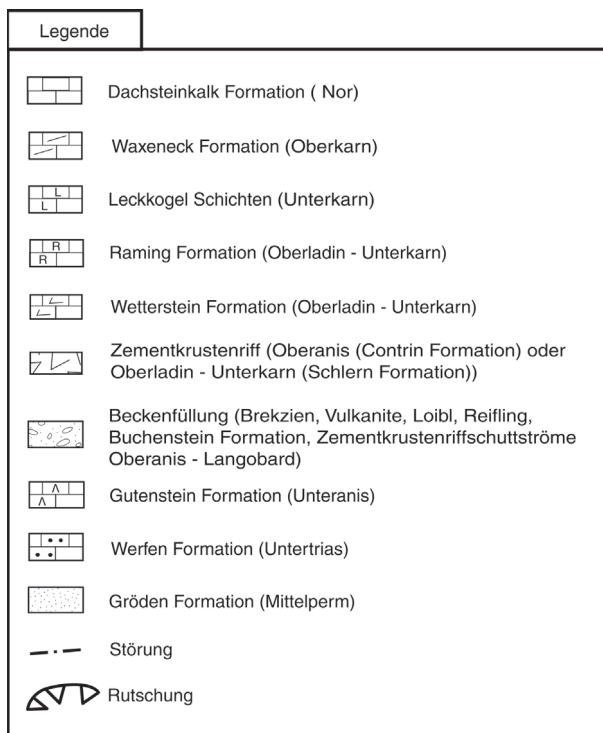 Legende
Dachsteinkalk Formation ( Nor)
Waxeneck Formation (Oberkarn)
L
L
Leckkogel Schichten (Unterkarn)
R
R
Raming Formation (Oberladin - Unterkarn)
Wetterstein Formation (Oberladin - Unterkarn)
Zementkrustenriff (Oberanis (Contrin Formation) oder
Oberladin - Unterkarn (Schlern Formation))
Beckenfüllung (Brekzien, Vulkanite, Loibl, Reifling,
Buchenstein Formation, Zementkrustenriffschuttströme
Oberanis - Langobard)
Gutenstein Formation (Unteranis)
Werfen Formation (Untertrias)
Gröden Formation (Mittelperm)
Störung
Rutschung